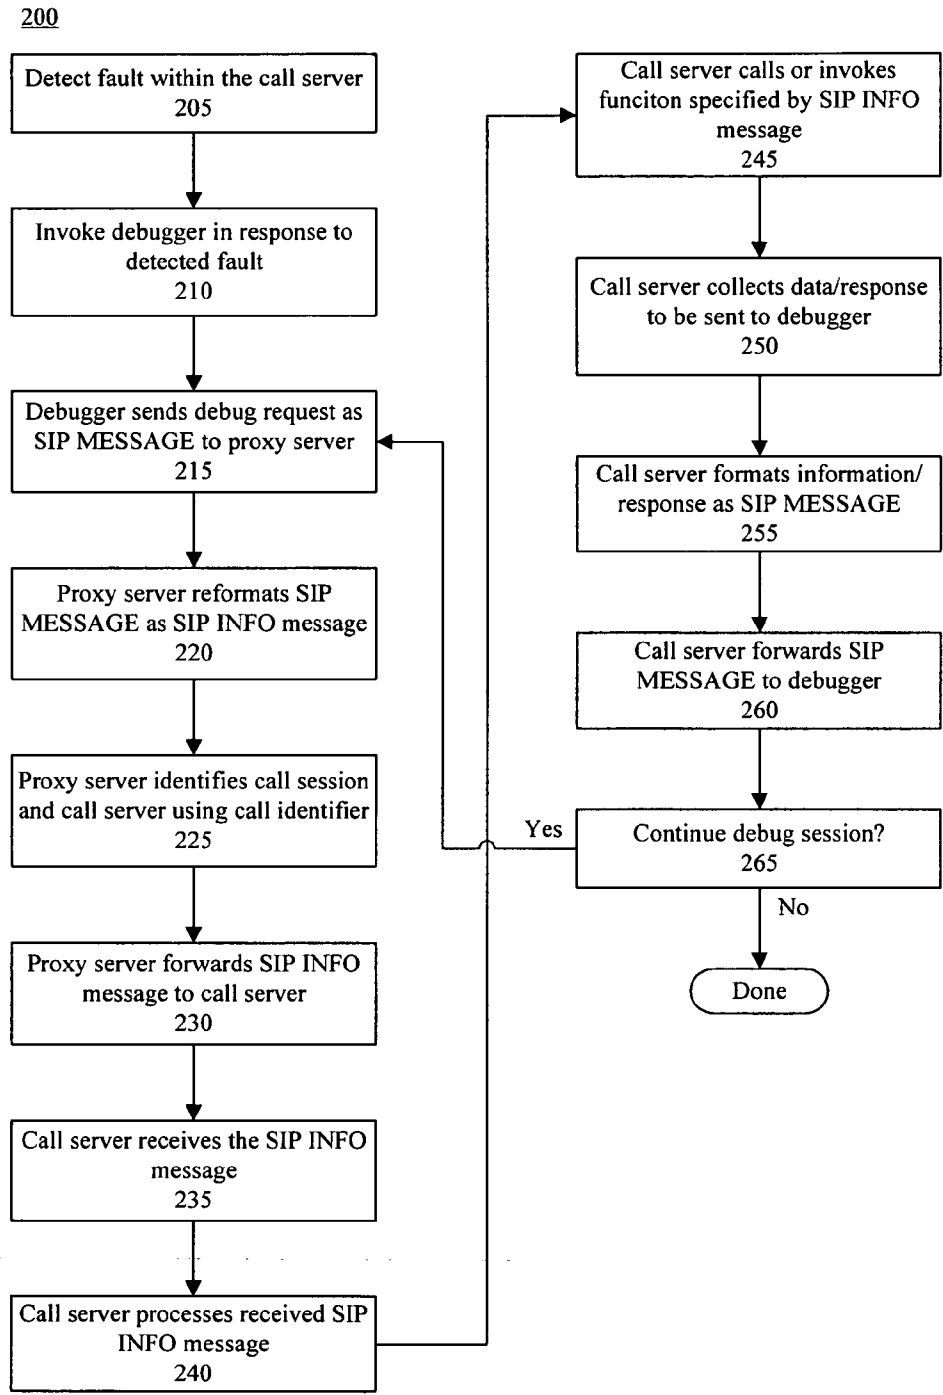 200
Detect fault within the call server
205
Invoke debugger in response to
detected fault
210
Debugger sends debug request as
SIP MESSAGE to proxy server
215
Proxy server reformats SIP
MESSAGE as SIP INFO message
220
Proxy server identifies call session
and call server using call identifier
225
Proxy server forwards SIP INFO
message to call server
230
Call server receives the SIP INFO
message
235
Call server processes received SIP
INFO message
240
Call server calls or invokes
funciton specified by SIP INFO
message
245
Call server collects data/response
to be sent to debugger
250
Call server formats information/
response as SIP MESSAGE
255
Call server forwards SIP
MESSAGE to debugger
260
Continue debug session?
265
Yes
No
Done